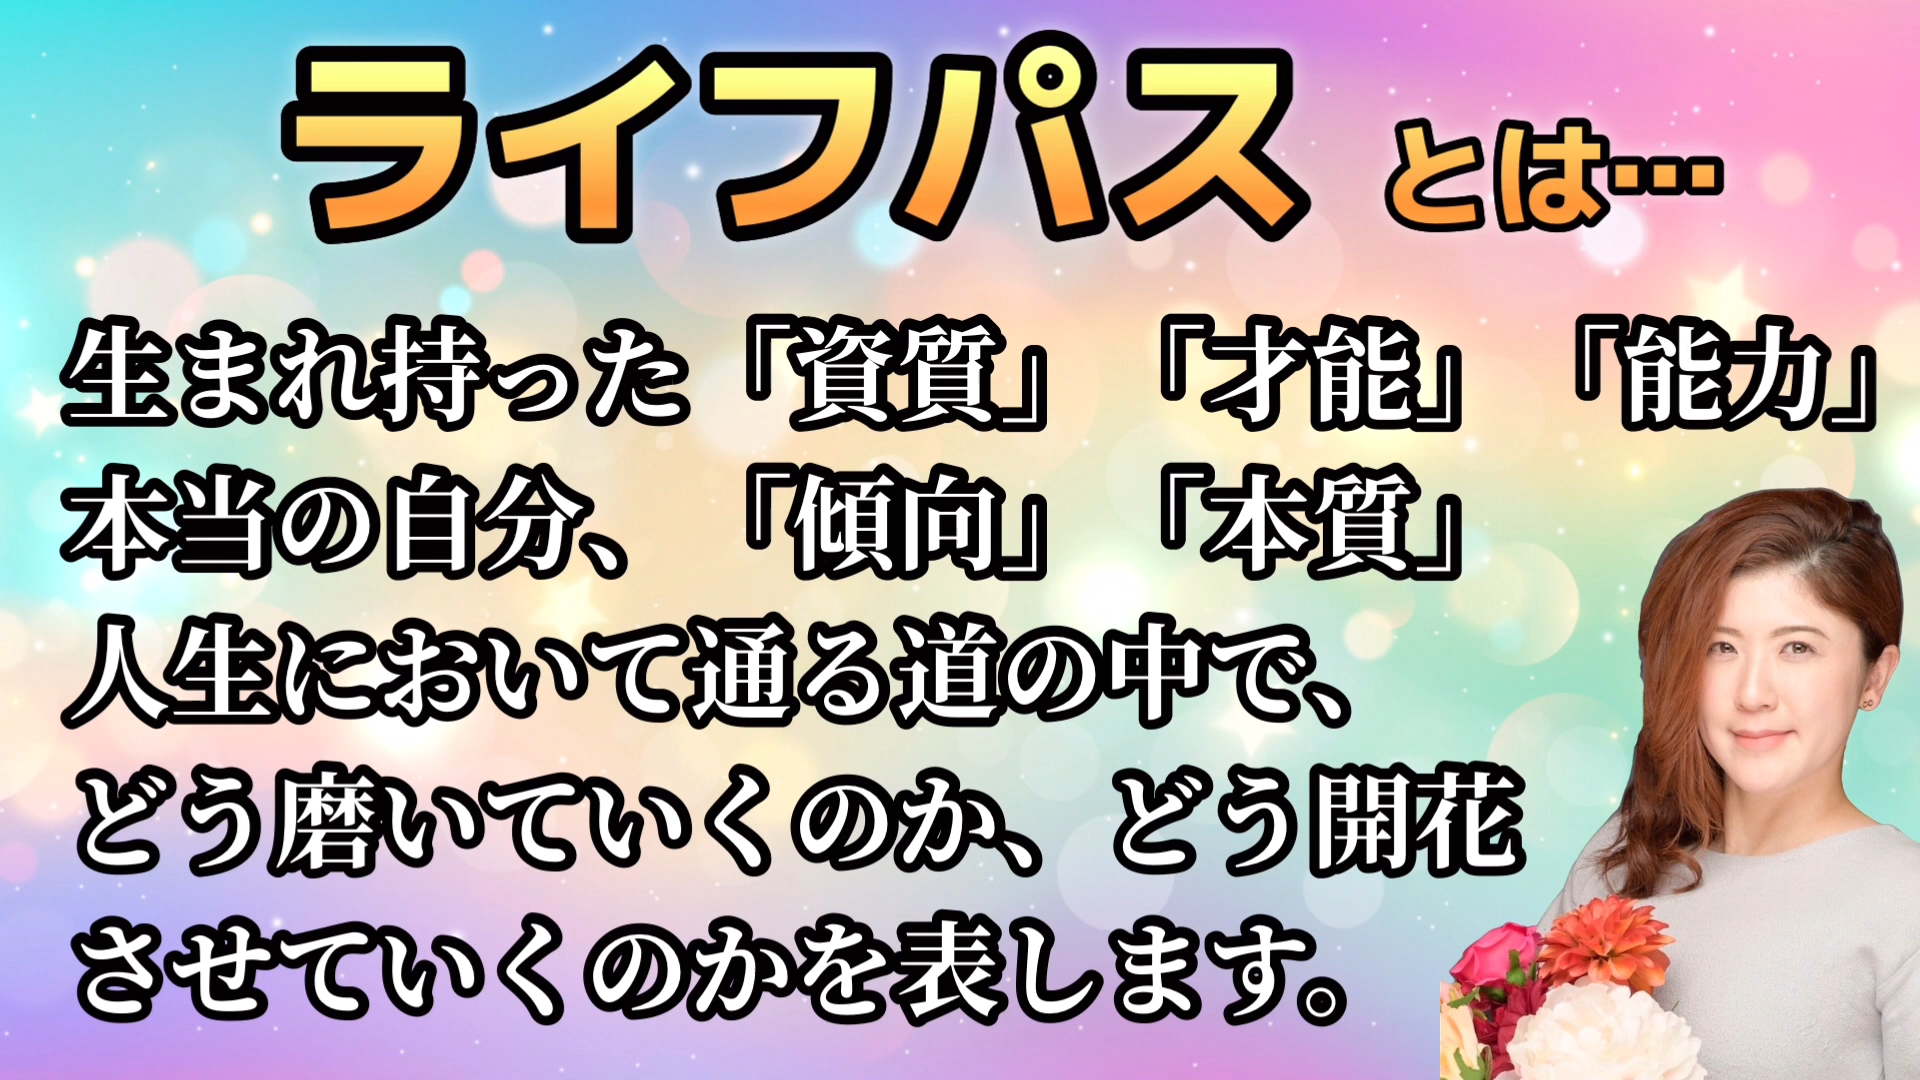 ライフパス とは…
生まれ持った「資質」「才能」「能力」
本当の自分、「傾向」「本質」
人生において通る道の中で、
どう磨いていくのか、どう開花
させていくのかを表します。